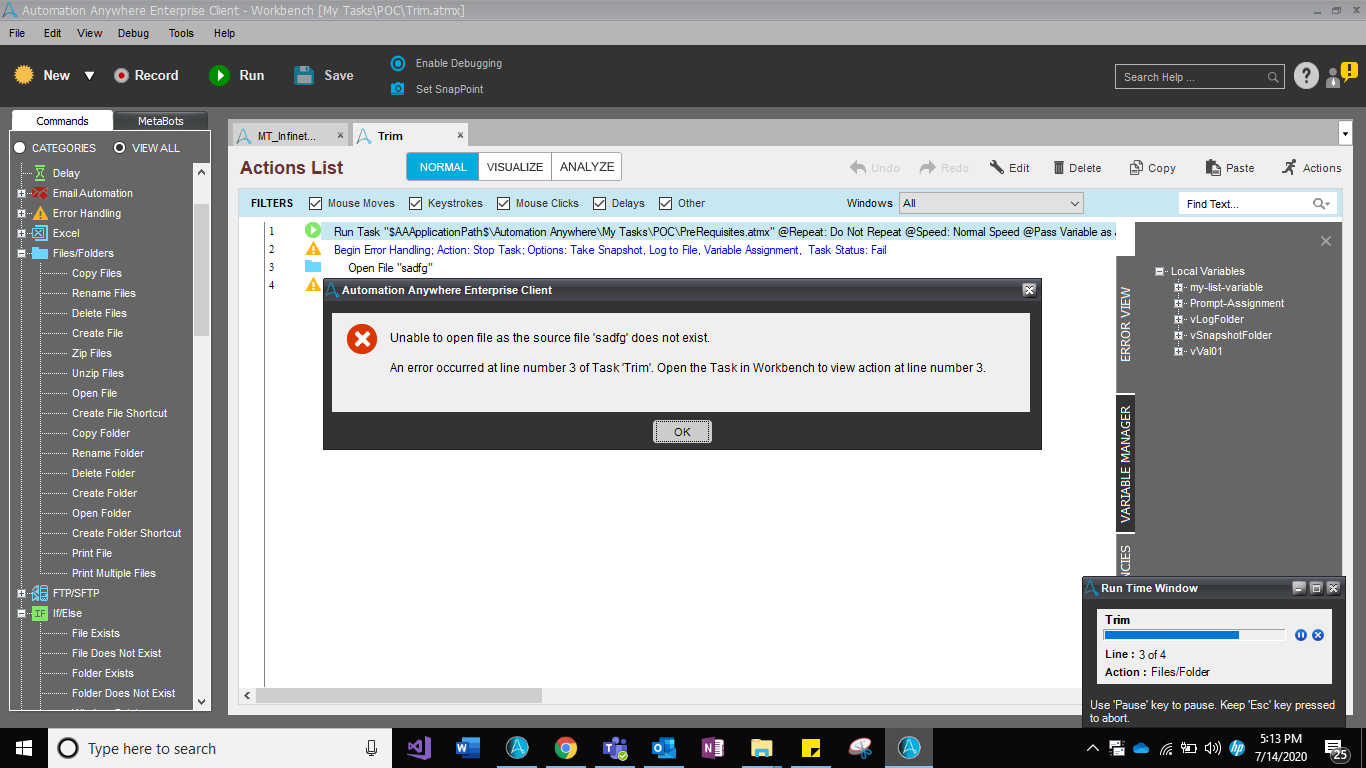 Automation Anywhere Enterprise Client - Workbench [My Tasks\POC\Trim.atmx]
File Edit View Debug Tools Help
New Record Run Save
Enable Debugging
Set SnapPoint
Search Help ...
Commands MetaBots
CATEGORIES VIEW ALL
Delay
Email Automation
Error Handling
Excel
Files/Folders
Copy Files
Rename Files
Delete Files
Create File
Zip Files
Unzip Files
Open File
Create File Shortcut
Copy Folder
Rename Folder
Delete Folder
Create Folder
Open Folder
Create Folder Shortcut
Print File
Print Multiple Files
FTP/SFTP
If/Else
File Exists
File Does Not Exist
Folder Exists
Folder Does Not Exist
MT_Infinet... Trim
Actions List NORMAL VISUALIZE ANALYZE Undo Redo Edit Delete Copy Paste Actions
FILTERS Mouse Moves Keystrokes Mouse Clicks Delays Other Windows All Find Text...
1 Run Task "$AAApplicationPath$\Automation Anywhere\My Tasks\POC\PreRequisites.atmx" @Repeat: Do Not Repeat @Speed: Normal Speed @Pass Variable as
2 Begin Error Handling; Action: Stop Task; Options: Take Snapshot, Log to File, Variable Assignment, Task Status: Fail
3 Open File "sadfg"
4
Automation Anywhere Enterprise Client
Unable to open file as the source file 'sadfg' does not exist.
An error occurred at line number 3 of Task 'Trim'. Open the Task in Workbench to view action at line number 3.
OK
ERROR VIEW
VARIABLE MANAGER
Local Variables
my-list-variable
Prompt-Assignment
vLogFolder
vSnapshotFolder
vVal01
Run Time Window
Trim
Line : 3 of 4
Action : Files/Folder
Use 'Pause' key to pause. Keep 'Esc' key pressed
to abort.
Type here to search
5:13 PM
7/14/2020
25